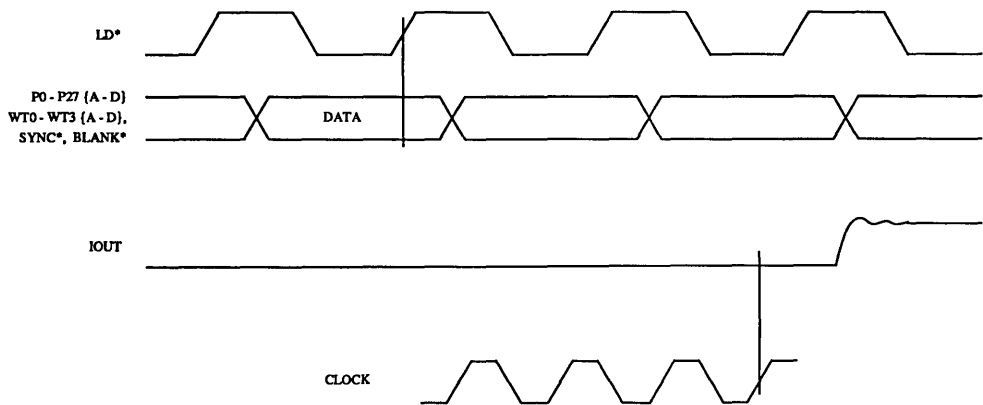 LD*
P0 - P27 {A - D}
WT0 - WT3 {A - D},
SYNC*, BLANK*
DATA
IOUT
CLOCK